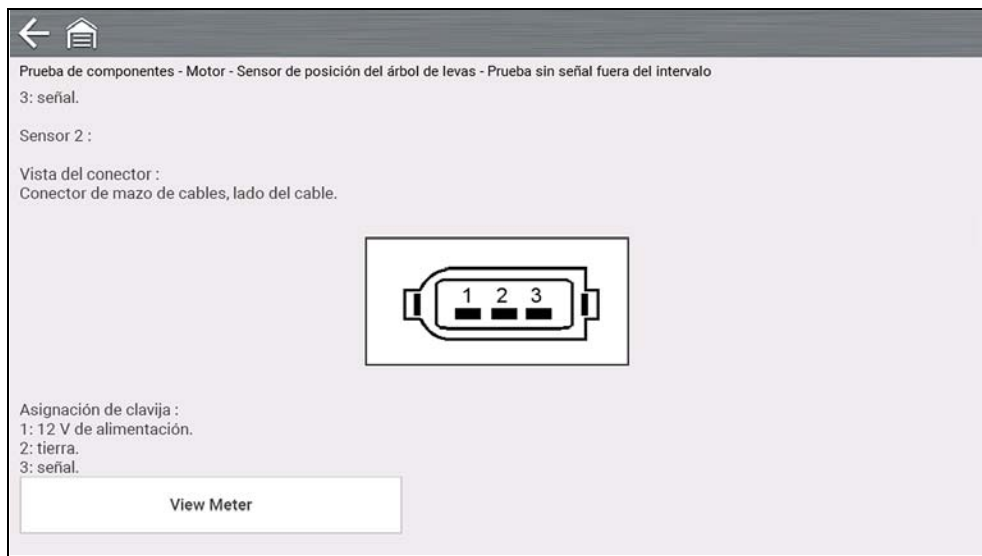 Prueba de componentes - Motor - Sensor de posición del árbol de levas - Prueba sin señal fuera del intervalo
3: señal.
Sensor 2 :
Vista del conector :
Conector de mazo de cables, lado del cable.
1 2 3
Asignación de clavija :
1: 12 V de alimentación.
2: tierra.
3: señal.
View Meter